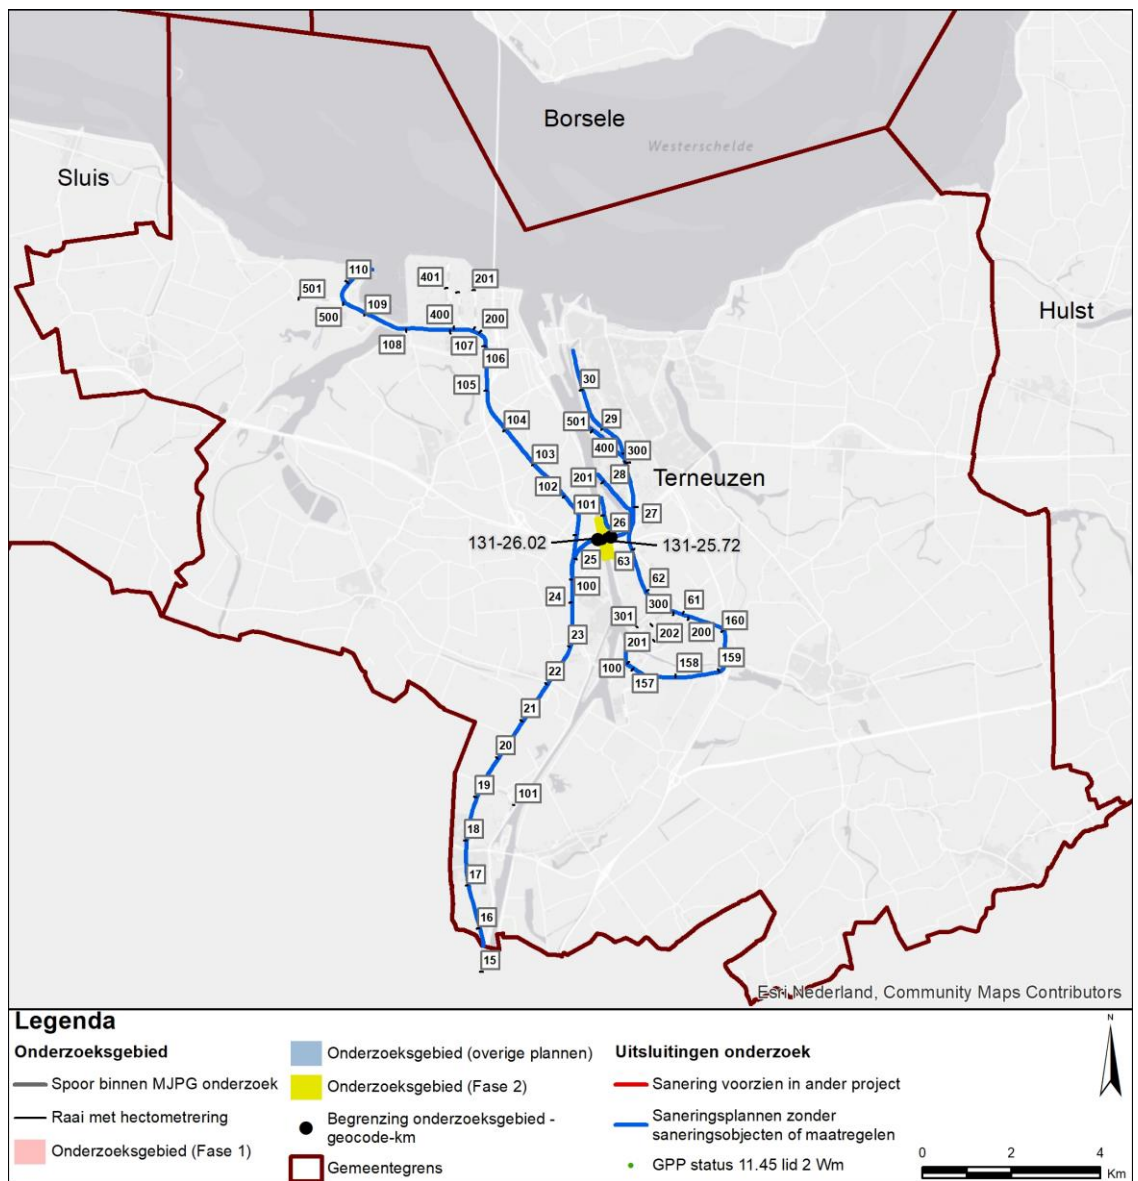 Borsele
Westerschelde
Sluis
Hulst
110
401
201
501
109
500
400
200
108
107
106
105
30
104
501
29
400
300
103
201
28
Terneuzen
102
101
27
26
131-26.02
131-25.72
25
63
100
62
24
300
61
301
160
23
202
200
201
22
100
158
159
157
21
20
19
101
18
17
16
15
Esri Nederland, Community Maps Contributors
Legenda
Onderzoeksgebied
Spoor binnen MJPG onderzoek
Raai met hectometrering
Onderzoeksgebied (Fase 1)
Onderzoeksgebied (overige plannen)
Onderzoeksgebied (Fase 2)
Begrenzing onderzoeksgebied -
geocode-km
Gemeentegrens
Uitsluitingen onderzoek
Sanering voorzien in ander project
Saneringsplannen zonder
saneringsobjecten of maatregelen
GPP status 11.45 lid 2 Wm
N
0 2 4
Km